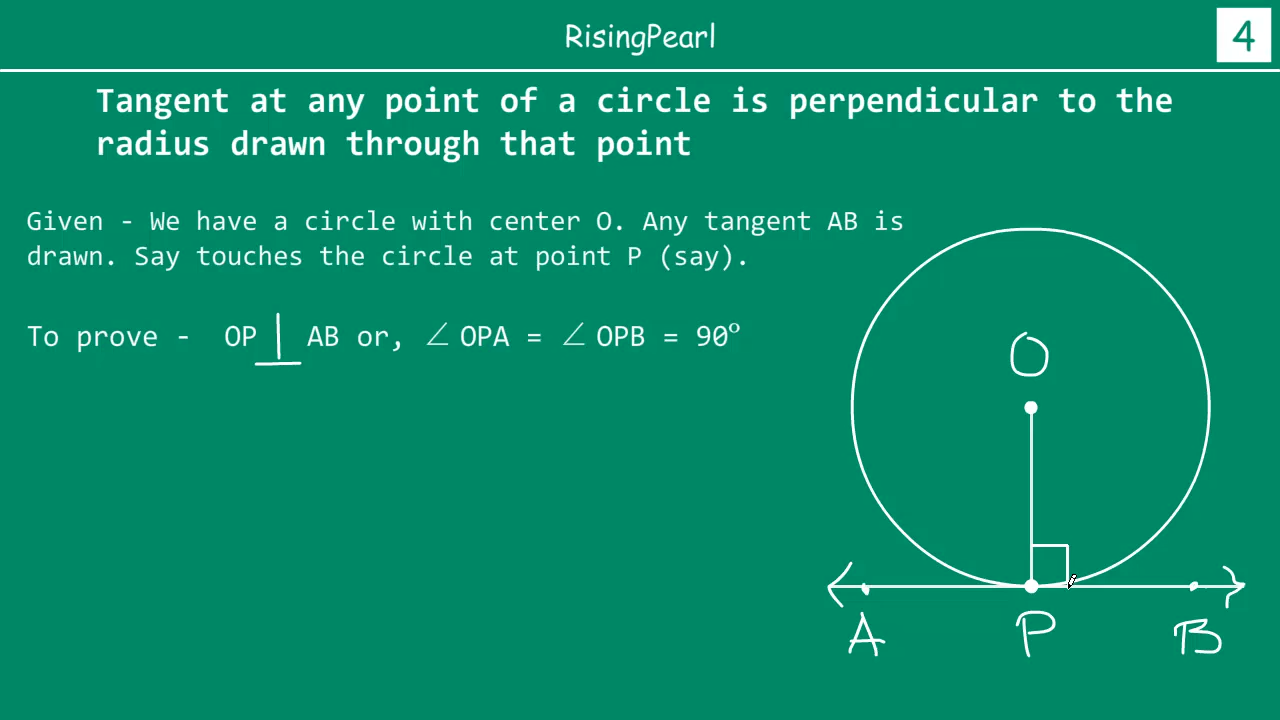 RisingPearl
4
Tangent at any point of a circle is perpendicular to the
radius drawn through that point
Given - We have a circle with center O. Any tangent AB is
drawn. Say touches the circle at point P (say).
To prove - OP ⊥ AB or, ∠ OPA = ∠ OPB = 90º
O
A P B